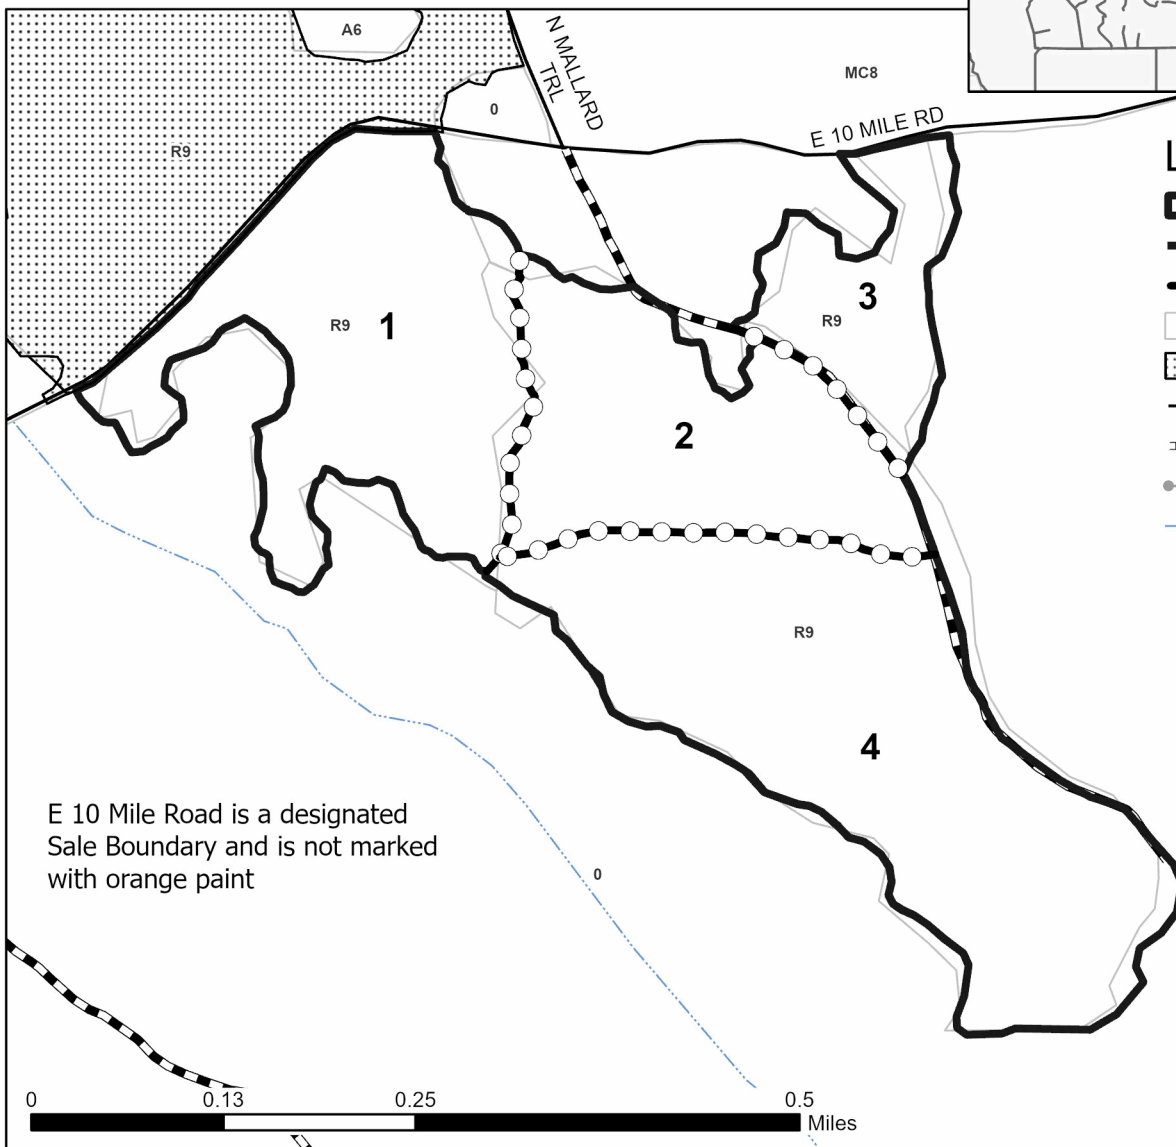 A6
N MALLARD
TRL
MC8
0
E 10 MILE RD
R9
3
R9
R9
1
2
R9
4
E 10 Mile Road is a designated
Sale Boundary and is not marked
with orange paint
0
0
0.13
0.25
0.5
Miles